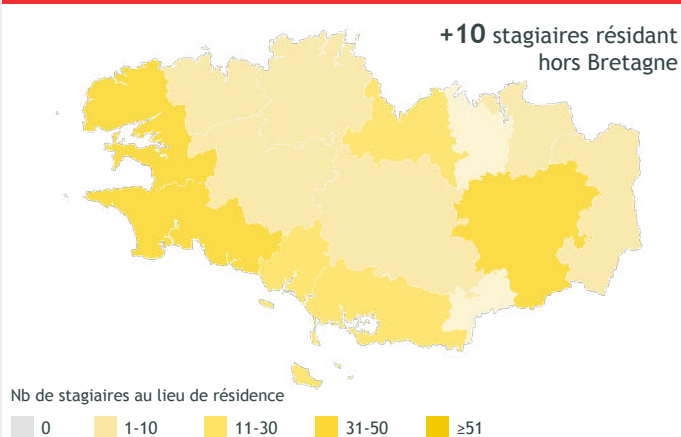 +10 stagiaires résidant
hors Bretagne
Nb de stagiaires au lieu de résidence
0 1-10 11-30 31-50 ≥51